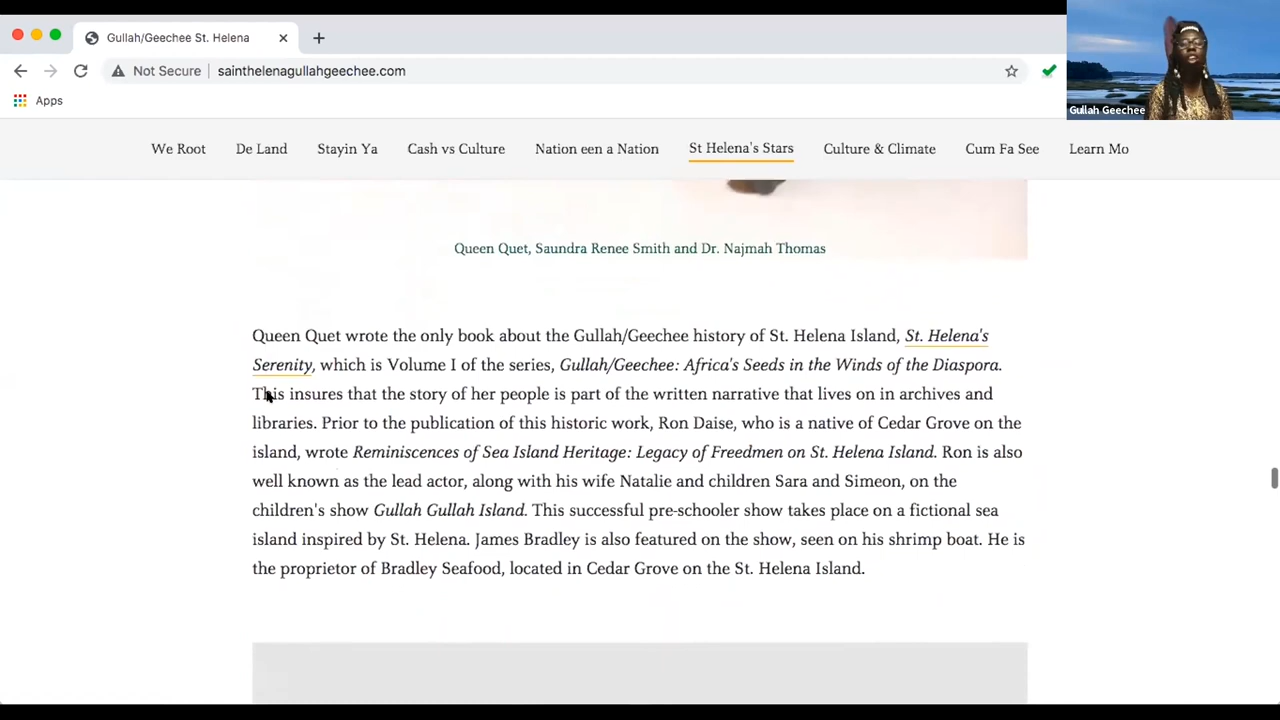 Gullah/Geechee St. Helena
Not Secure
sainthelenagullahgeechee.com
Apps
Gullah Geechee
We Root
De Land
Stayin Ya
Cash vs Culture
Nation een a Nation
St Helena's Stars
Culture & Climate
Cum Fa See
Learn Mo
Queen Quet, Saundra Renee Smith and Dr. Najmah Thomas
Queen Quet wrote the only book about the Gullah/Geechee history of St. Helena Island, St. Helena's
Serenity, which is Volume I of the series, Gullah/Geechee: Africa's Seeds in the Winds of the Diaspora.
This insures that the story of her people is part of the written narrative that lives on in archives and
libraries. Prior to the publication of this historic work, Ron Daise, who is a native of Cedar Grove on the
island, wrote Reminiscences of Sea Island Heritage: Legacy of Freedmen on St. Helena Island. Ron is also
well known as the lead actor, along with his wife Natalie and children Sara and Simeon, on the
children's show Gullah Gullah Island. This successful pre-schooler show takes place on a fictional sea
island inspired by St. Helena. James Bradley is also featured on the show, seen on his shrimp boat. He is
the proprietor of Bradley Seafood, located in Cedar Grove on the St. Helena Island.